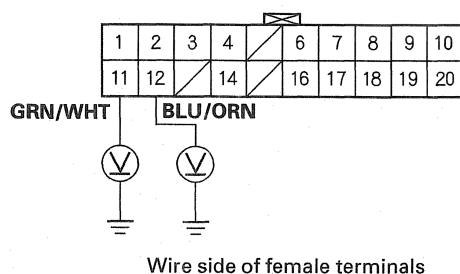 1 2 3 4 6 7 8 9 10
11 12 14 16 17 18 19 20
GRN/WHT BLU/ORN
V V
Wire side of female terminals